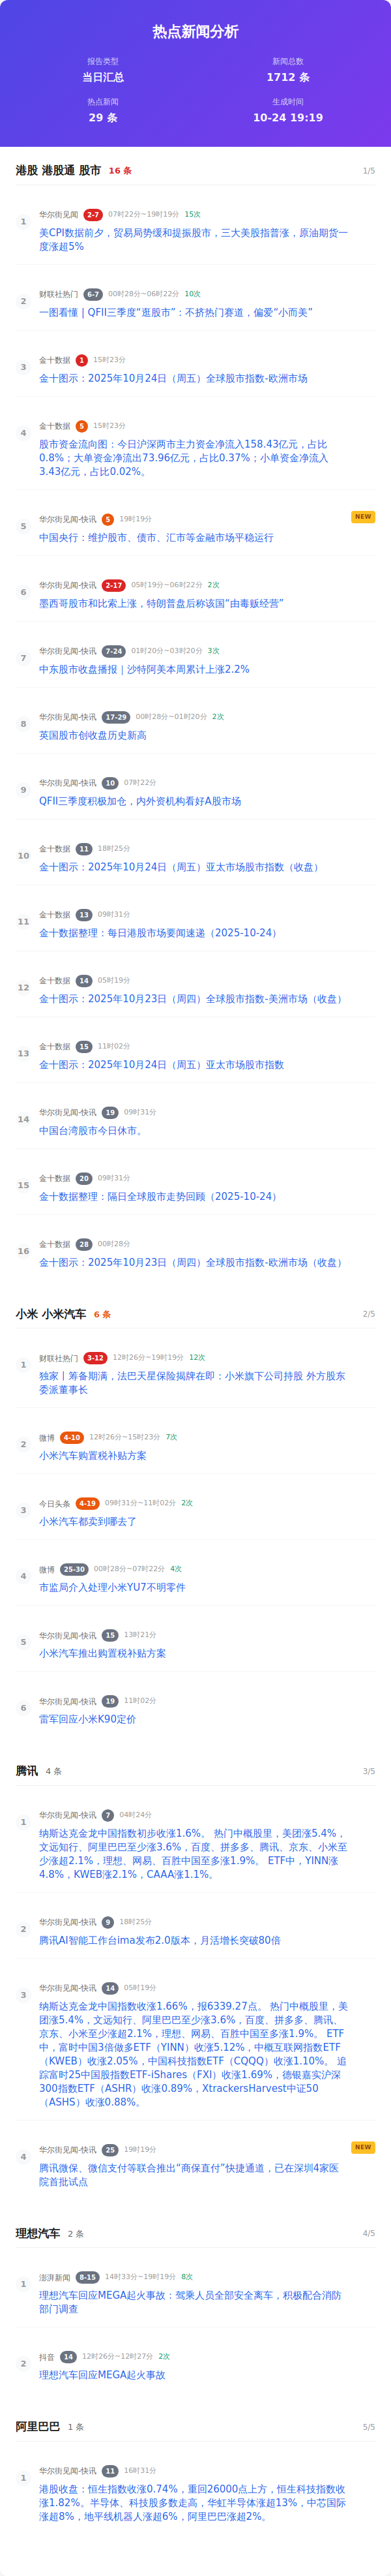 热点新闻分析
报告类型
当日汇总
新闻总数
1712 条
热点新闻
29 条
生成时间
10-24 19:19
港股 港股通 股市 16 条 1/5
1 华尔街见闻 2-7 07时22分~19时19分 15次
美CPI数据前夕，贸易局势缓和提振股市，三大美股指普涨，原油期货一
度涨超5%
2 财联社热门 6-7 00时28分~06时22分 10次
一图看懂 | QFII三季度“逛股市”：不挤热门赛道，偏爱“小而美”
3 金十数据 1 15时23分
金十图示：2025年10月24日（周五）全球股市指数-欧洲市场
4 金十数据 5 15时23分
股市资金流向图：今日沪深两市主力资金净流入158.43亿元，占比
0.8%；大单资金净流出73.96亿元，占比0.37%；小单资金净流入
3.43亿元，占比0.02%。
5 华尔街见闻-快讯 5 19时19分 NEW
中国央行：维护股市、债市、汇市等金融市场平稳运行
6 华尔街见闻-快讯 2-17 05时19分~06时22分 2次
墨西哥股市和比索上涨，特朗普盘后称该国“由毒贩经营”
7 华尔街见闻-快讯 7-24 01时20分~03时20分 3次
中东股市收盘播报｜沙特阿美本周累计上涨2.2%
8 华尔街见闻-快讯 17-29 00时28分~01时20分 2次
英国股市创收盘历史新高
9 华尔街见闻-快讯 10 07时22分
QFII三季度积极加仓，内外资机构看好A股市场
10 金十数据 11 18时25分
金十图示：2025年10月24日（周五）亚太市场股市指数（收盘）
11 金十数据 13 09时31分
金十数据整理：每日港股市场要闻速递（2025-10-24）
12 金十数据 14 05时19分
金十图示：2025年10月23日（周四）全球股市指数-美洲市场（收盘）
13 金十数据 15 11时02分
金十图示：2025年10月24日（周五）亚太市场股市指数
14 华尔街见闻-快讯 19 09时31分
中国台湾股市今日休市。
15 金十数据 20 09时31分
金十数据整理：隔日全球股市走势回顾（2025-10-24）
16 金十数据 28 00时28分
金十图示：2025年10月23日（周四）全球股市指数-欧洲市场（收盘）
小米 小米汽车 6 条 2/5
1 财联社热门 3-12 12时26分~19时19分 12次
独家丨筹备期满，法巴天星保险揭牌在即：小米旗下公司持股 外方股东
委派董事长
2 微博 4-10 12时26分~15时23分 7次
小米汽车购置税补贴方案
3 今日头条 4-19 09时31分~11时02分 2次
小米汽车都卖到哪去了
4 微博 25-30 00时28分~07时22分 4次
市监局介入处理小米YU7不明零件
5 华尔街见闻-快讯 15 13时21分
小米汽车推出购置税补贴方案
6 华尔街见闻-快讯 19 11时02分
雷军回应小米K90定价
腾讯 4 条 3/5
1 华尔街见闻-快讯 7 04时24分
纳斯达克金龙中国指数初步收涨1.6%。 热门中概股里，美团涨5.4%，
文远知行、阿里巴巴至少涨3.6%，百度、拼多多、腾讯、京东、小米至
少涨超2.1%，理想、网易、百胜中国至多涨1.9%。 ETF中，YINN涨
4.8%，KWEB涨2.1%，CAAA涨1.1%。
2 华尔街见闻-快讯 9 18时25分
腾讯AI智能工作台ima发布2.0版本，月活增长突破80倍
3 华尔街见闻-快讯 14 05时19分
纳斯达克金龙中国指数收涨1.66%，报6339.27点。 热门中概股里，美
团涨5.4%，文远知行、阿里巴巴至少涨3.6%，百度、拼多多、腾讯、
京东、小米至少涨超2.1%，理想、网易、百胜中国至多涨1.9%。 ETF
中，富时中国3倍做多ETF（YINN）收涨5.12%，中概互联网指数ETF
（KWEB）收涨2.05%，中国科技指数ETF（CQQQ）收涨1.10%。 追
踪富时25中国股指数ETF-iShares（FXI）收涨1.69%，德银嘉实沪深
300指数ETF（ASHR）收涨0.89%，XtrackersHarvest中证50
（ASHS）收涨0.88%。
4 华尔街见闻-快讯 25 19时19分 NEW
腾讯微保、微信支付等联合推出“商保直付”快捷通道，已在深圳4家医
院首批试点
理想汽车 2 条 4/5
1 澎湃新闻 8-15 14时33分~19时19分 8次
理想汽车回应MEGA起火事故：驾乘人员全部安全离车，积极配合消防
部门调查
2 抖音 14 12时26分~12时27分 2次
理想汽车回应MEGA起火事故
阿里巴巴 1 条 5/5
1 华尔街见闻-快讯 11 16时31分
港股收盘：恒生指数收涨0.74%，重回26000点上方，恒生科技指数收
涨1.82%。半导体、科技股多数走高，华虹半导体涨超13%，中芯国际
涨超8%，地平线机器人涨超6%，阿里巴巴涨超2%。